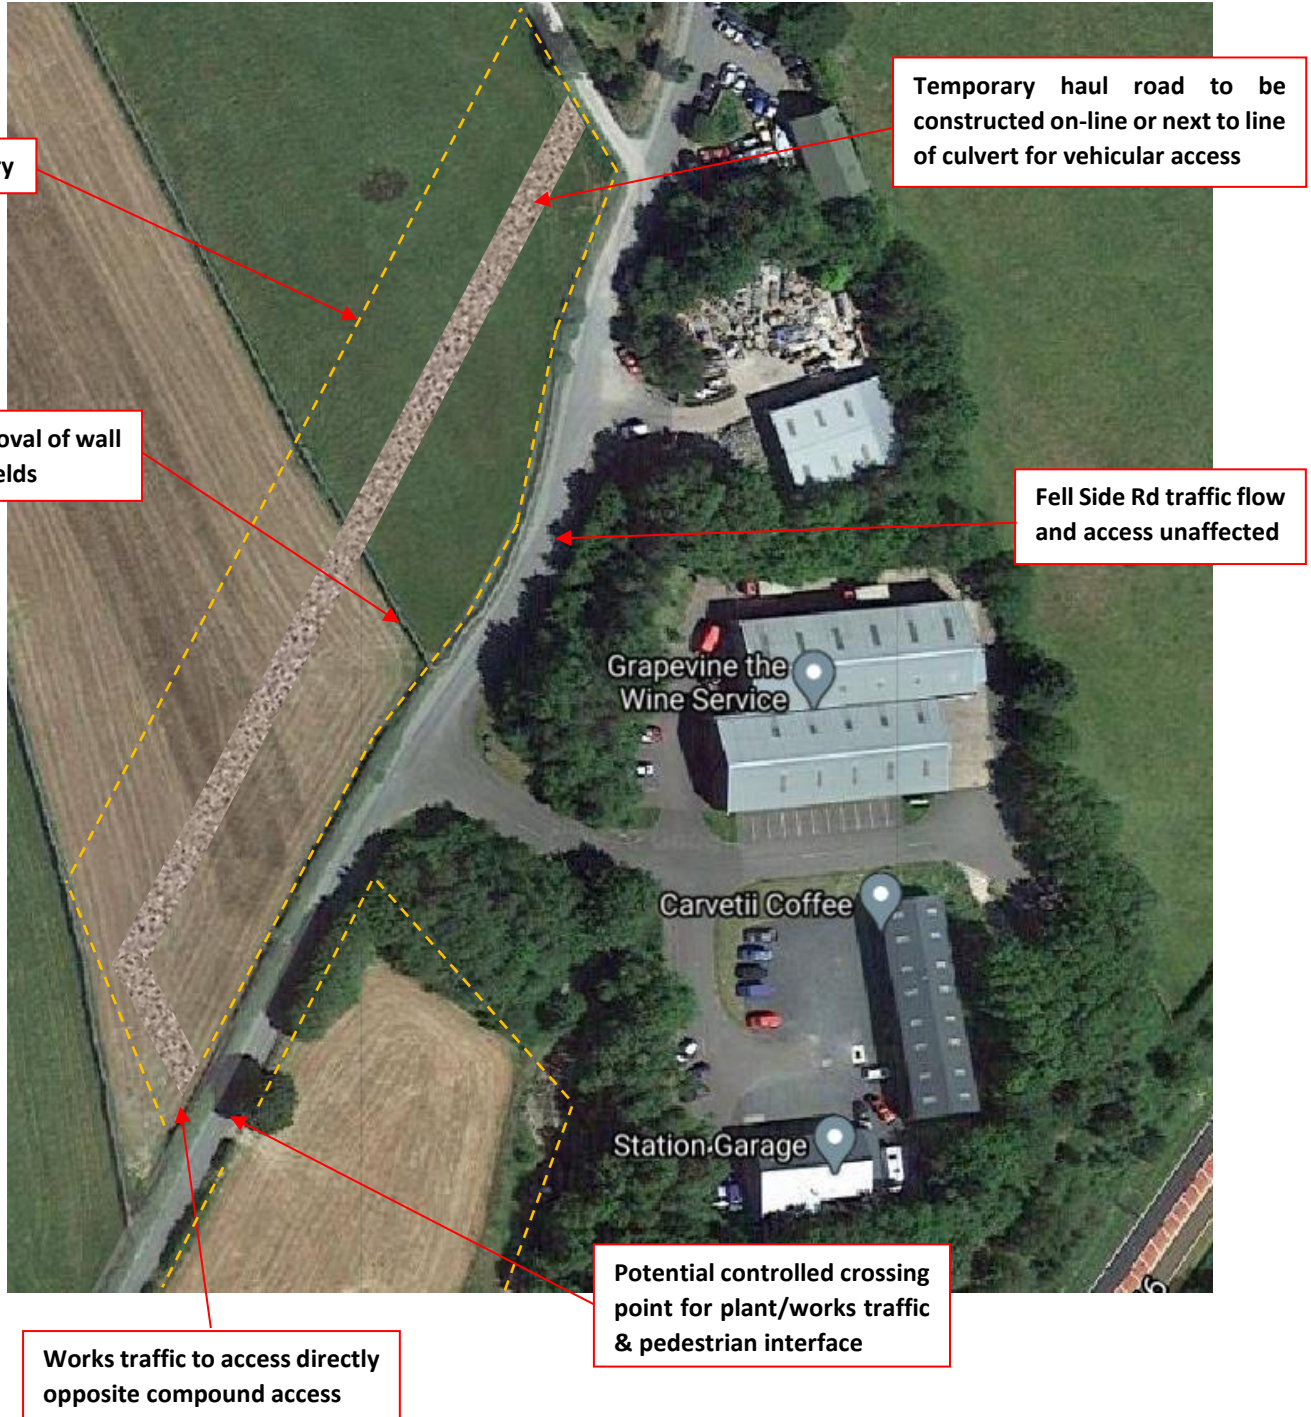 Temporary haul road to be
constructed on-line or next to line
of culvert for vehicular access
of wall
Fell Side Rd traffic flow
and access unaffected
Grapevine the
Wine Service
Carvetii Coffee
Station Garage
Potential controlled crossing
point for plant/works traffic
& pedestrian interface
Works traffic to access directly
opposite compound access